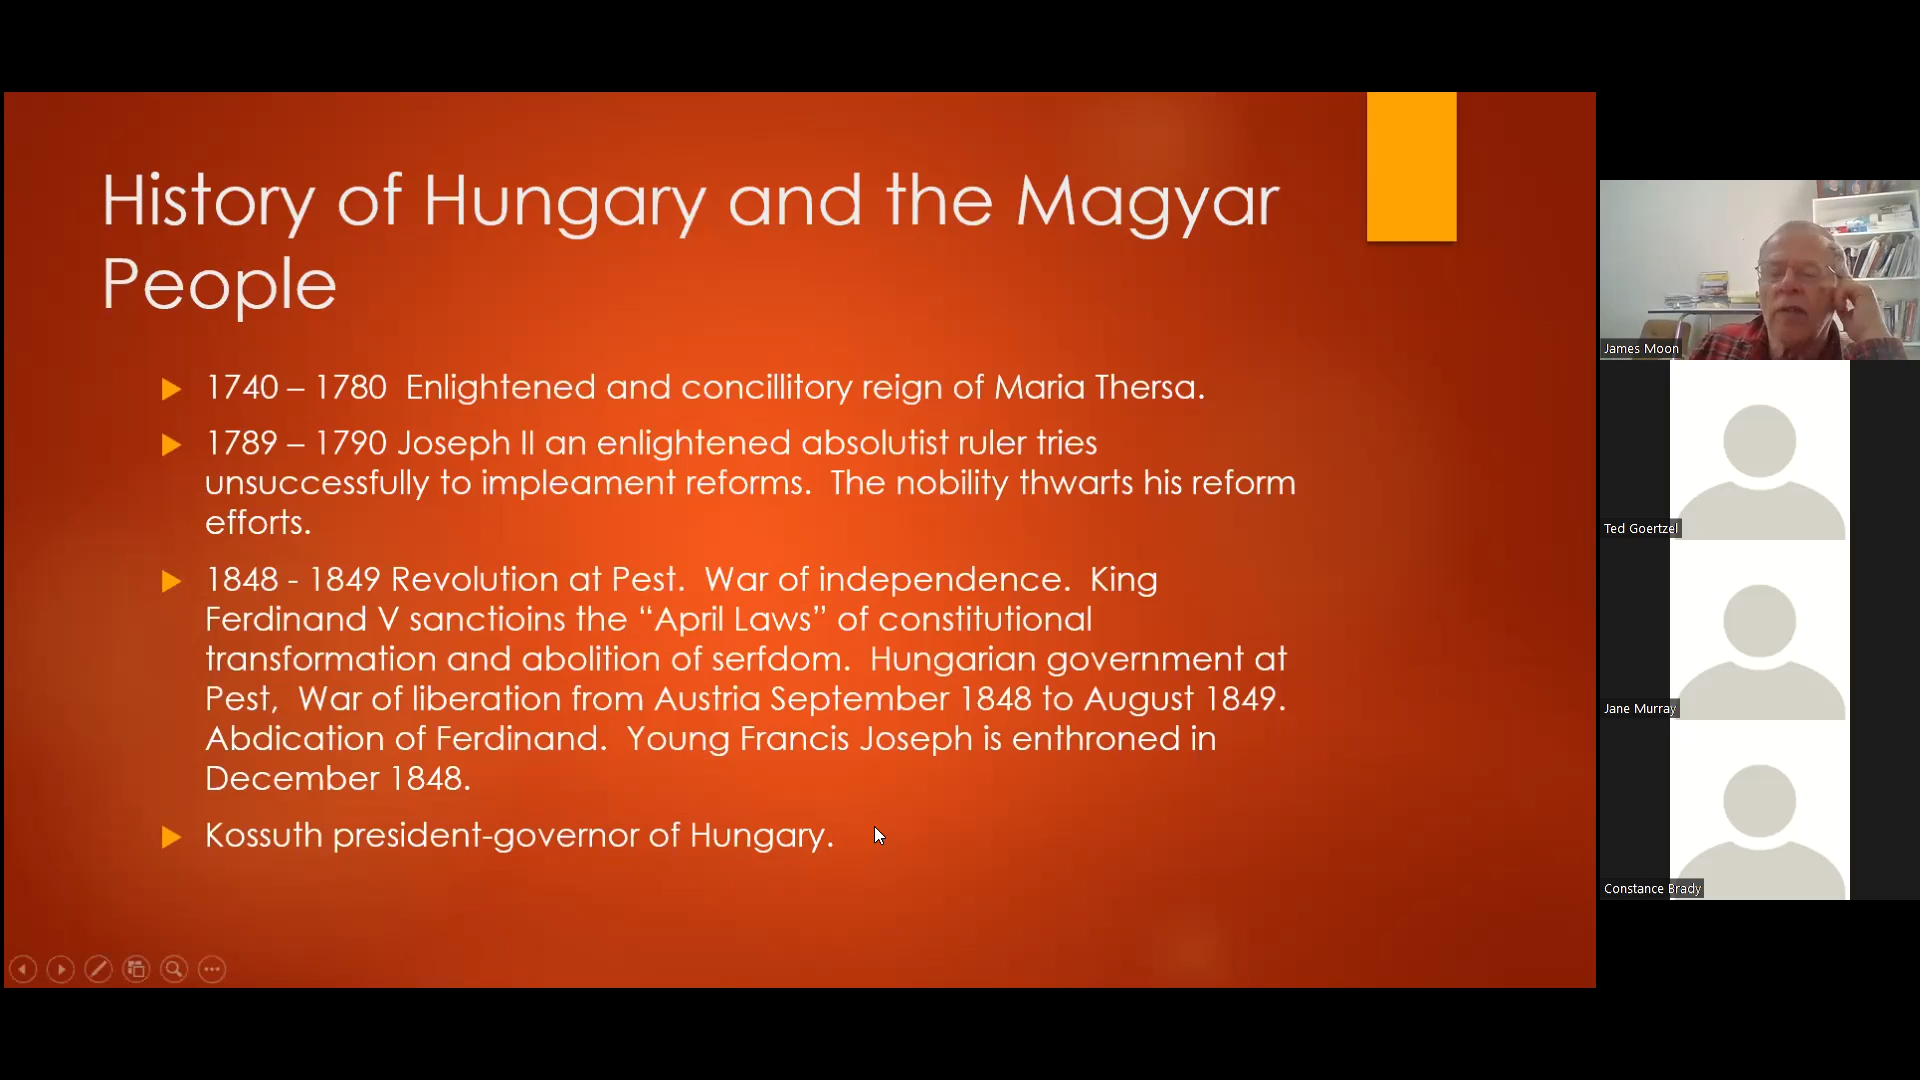 History of Hungary and the Magyar
People
1740 – 1780  Enlightened and concillitory reign of Maria Thersa.
1789 – 1790 Joseph II an enlightened absolutist ruler tries
unsuccessfully to impleament reforms.  The nobility thwarts his reform
efforts.
1848 - 1849 Revolution at Pest.  War of independence.  King
Ferdinand V sanctioins the “April Laws” of constitutional
transformation and abolition of serfdom.  Hungarian government at
Pest,  War of liberation from Austria September 1848 to August 1849.
Abdication of Ferdinand.  Young Francis Joseph is enthroned in
December 1848.
Kossuth president-governor of Hungary.
James Moon
Ted Goertzel
Jane Murray
Constance Brady